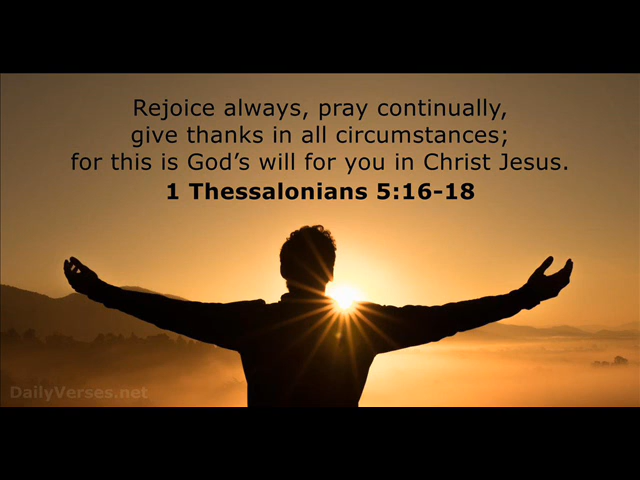 Rejoice always, pray continually,
give thanks in all circumstances;
for this is God’s will for you in Christ Jesus.
1 Thessalonians 5:16-18
DailyVerses.net